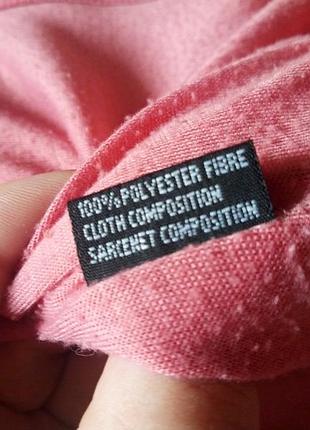 100% POLYESTER FIBRE
CLOTH COMPOSITION
SARCENET COMPOSITION